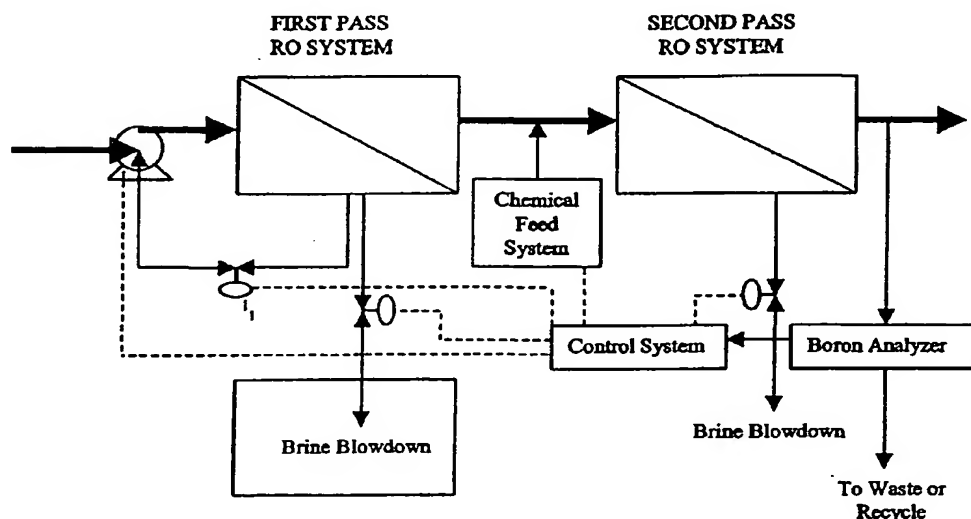 FIRST PASS
RO SYSTEM
SECOND PASS
RO SYSTEM
Chemical
Feed
System
Control System
Boron Analyzer
Brine Blowdown
Brine Blowdown
To Waste or
Recycle